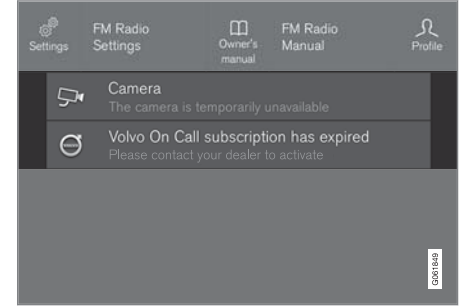 Settings
FM Radio
Settings
Owner's
manual
FM Radio
Manual
Profile
Camera
The camera is temporarily unavailable
Volvo On Call subscription has expired
Please contact your dealer to activate
G061849